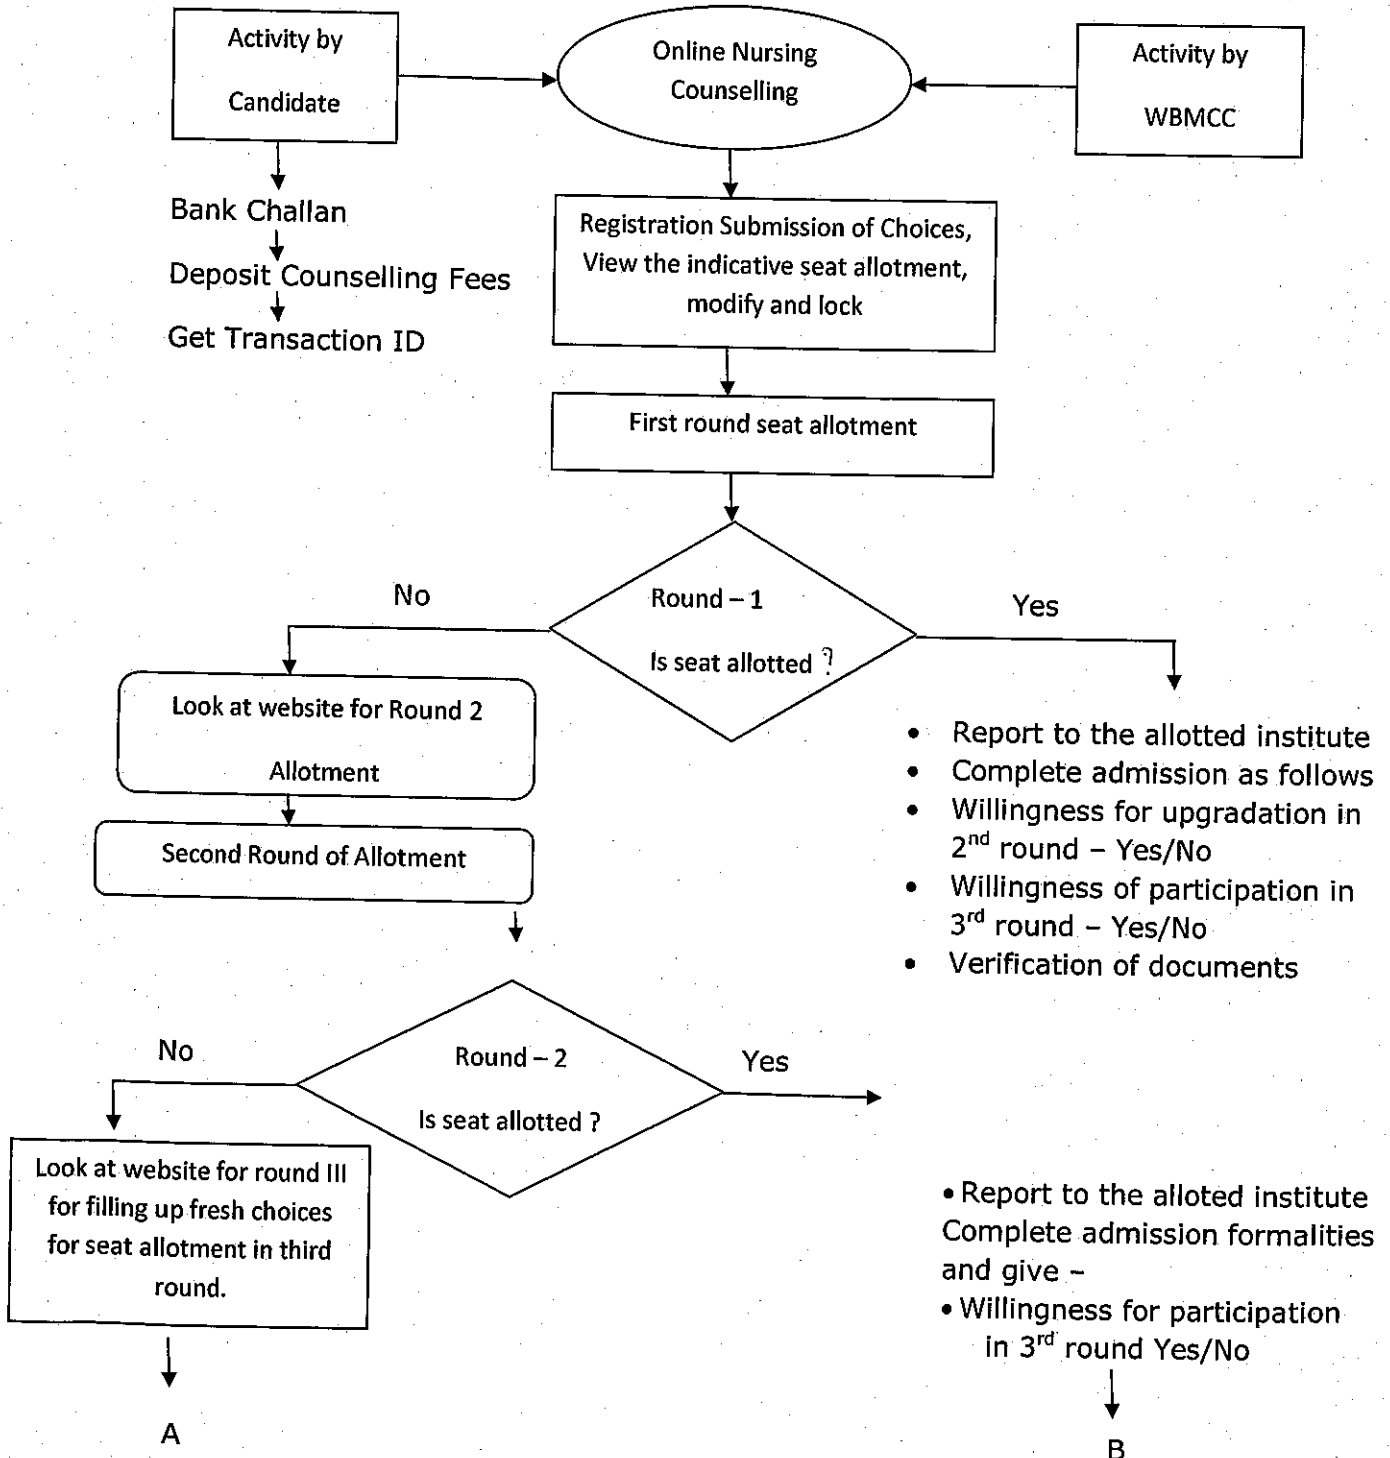 Activity by
Candidate
Online Nursing
Counselling
Activity by
WBMCC
Bank Challan
Deposit Counselling Fees
Get Transaction ID
Registration Submission of Choices,
View the indicative seat allotment,
modify and lock
First round seat allotment
Round – 1
Is seat allotted ?
No
Yes
Look at website for Round 2
Allotment
Second Round of Allotment
• Report to the allotted institute
• Complete admission as follows
• Willingness for upgradation in
2nd round – Yes/No
• Willingness of participation in
3rd round – Yes/No
• Verification of documents
Round – 2
Is seat allotted ?
No
Yes
Look at website for round III
for filling up fresh choices
for seat allotment in third
round.
A
• Report to the alloted institute
Complete admission formalities
and give –
• Willingness for participation
in 3rd round Yes/No
B